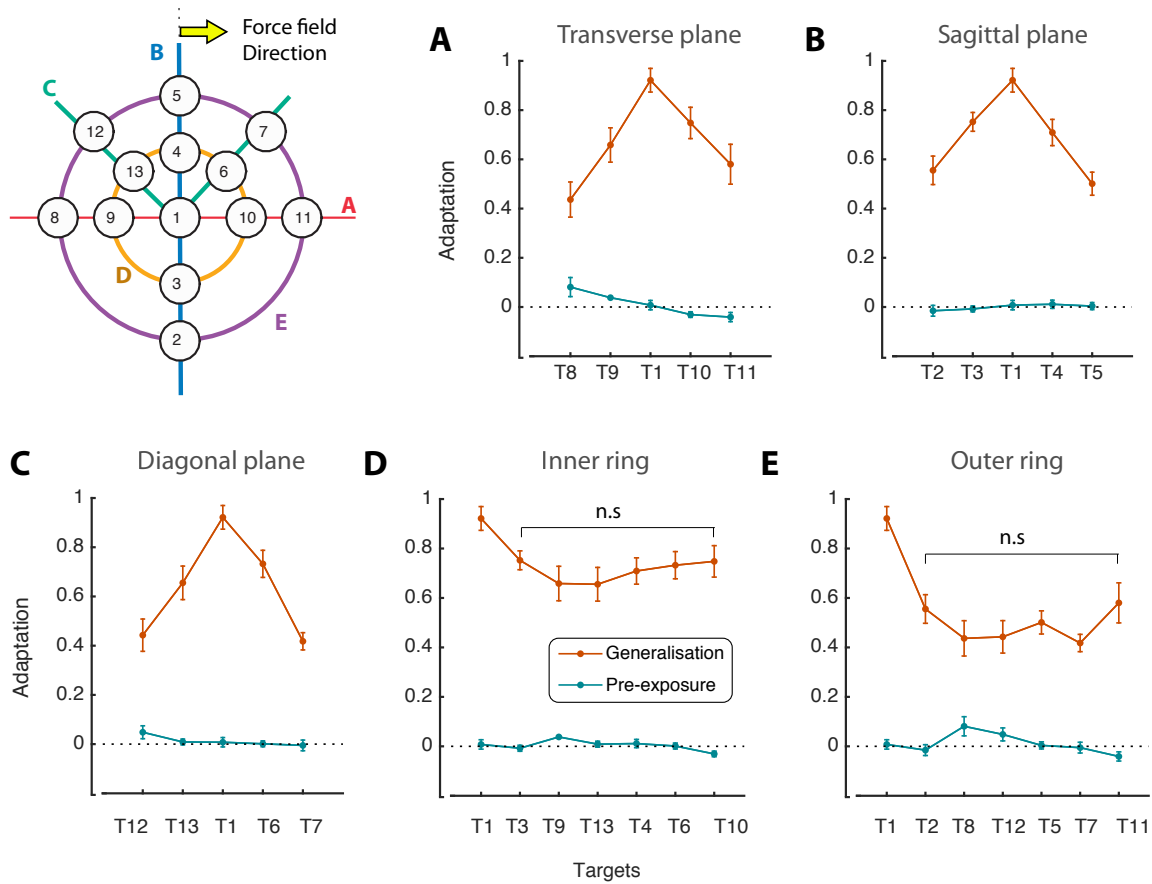 Force field
Direction
B
C
A
D
E
5
12
7
4
13
6
8
9
1
10
11
3
2
A
Transverse plane
1
0.8
0.6
0.4
0.2
0
Adaptation
T8 T9 T1 T10 T11
B
Sagittal plane
1
0.8
0.6
0.4
0.2
0
T2 T3 T1 T4 T5
C
Diagonal plane
1
0.8
0.6
0.4
0.2
0
Adaptation
T12 T13 T1 T6 T7
D
Inner ring
n.s
1
0.8
0.6
0.4
0.2
0
Generalisation
Pre-exposure
T1 T3 T9 T13 T4 T6 T10
Targets
E
Outer ring
n.s
1
0.8
0.6
0.4
0.2
0
T1 T2 T8 T12 T5 T7 T11